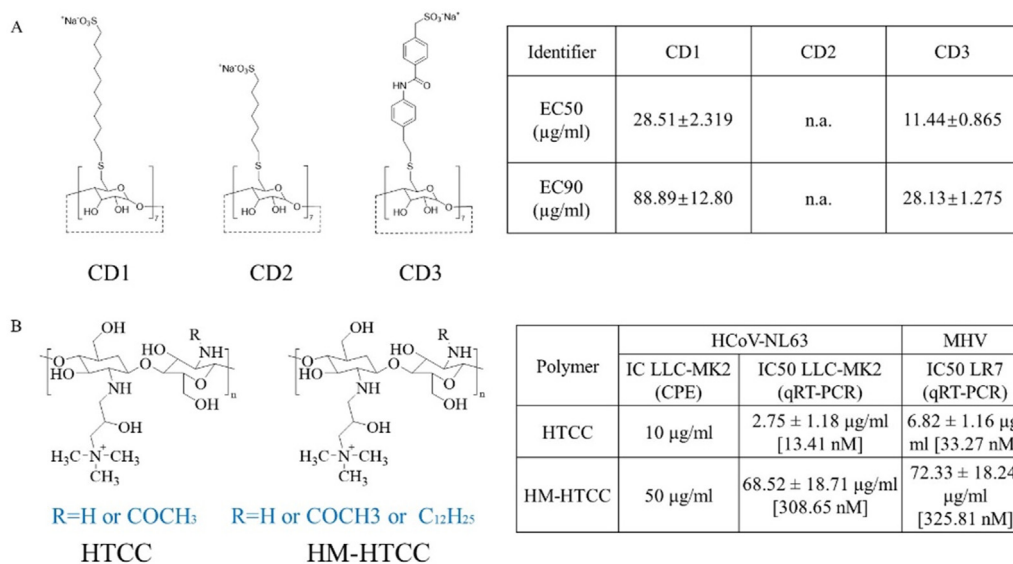 A
⁺Na⁻O₃S
S
O
HO
OH
O
7
CD1
⁺Na⁻O₃S
S
O
HO
OH
O
7
CD2
SO₃⁻Na⁺
HN
O
S
O
HO
OH
O
7
CD3
Identifier CD1 CD2 CD3
EC50 (µg/ml) 28.51±2.319 n.a. 11.44±0.865
EC90 (µg/ml) 88.89±12.80 n.a. 28.13±1.275
B
OH
R
HO
NH
O
O
O
HO
NH
O
OH
n
OH
H₃C-N⁺-CH₃
CH₃
R=H or COCH₃
HTCC
OH
R
HO
NH
O
O
O
HO
NH
O
OH
n
OH
H₃C-N⁺-CH₃
CH₃
R=H or COCH3 or C₁₂H₂₅
HM-HTCC
Polymer HCoV-NL63 MHV
IC LLC-MK2 (CPE) IC50 LLC-MK2 (qRT-PCR) IC50 LR7 (qRT-PCR)
HTCC 10 µg/ml 2.75 ± 1.18 µg/ml [13.41 nM] 6.82 ± 1.16 µg/ ml [33.27 nM]
HM-HTCC 50 µg/ml 68.52 ± 18.71 µg/ml [308.65 nM] 72.33 ± 18.24 µg/ml [325.81 nM]